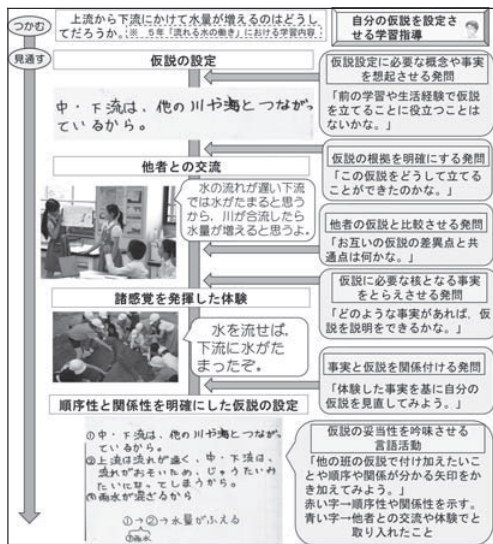 つかむ
見通す
上流から下流にかけて水量が増えるのはどうし
てだろうか。※ 5年「流れる水の働き」における学習内容
自分の仮説を設定さ
せる学習指導
仮説の設定
中・下流は、他の川や海とつながっ
ているから。
仮説設定に必要な概念や事実
を想起させる発問
「前の学習や生活経験で仮説
を立てることに役立つことは
ないかな。」
他者との交流
水の流れが遅い下流
では水がたまると思う
から、川が合流したら
水量が増えると思うよ。
仮説の根拠を明確にする発問
「この仮説をどうして立てる
ことができたのかな。」
他者の仮説と比較させる発問
「お互いの仮説の差異点と共
通点は何かな。」
諸感覚を発揮した体験
水を流せば、
下流に水がた
まったぞ。
仮説に必要な核となる事実
をとらえさせる発問
「どのような事実があれば、仮
説を説明をできるかな。」
事実と仮説を関係付ける発問
「体験した事実を基に自分の
仮説を見直してみよう。」
順序性と関係性を明確にした仮説の設定
①中・下流は、他の川や海とつながっ
ているから。
②上流は流れが速く、中・下流は、
流れがおそいため、じゅうたいみ
たいになってしまうから。
③雨水が混ざるから
①→②→水量がふえる
③雨水
仮説の妥当性を吟味させる
言語活動
「他の班の仮説で付け加えたいこ
とや順序や関係が分かる矢印をか
き加えてみよう。」
赤い字→順序性や関係性を示す。
青い字→他者との交流や体験でと
り入れたこと